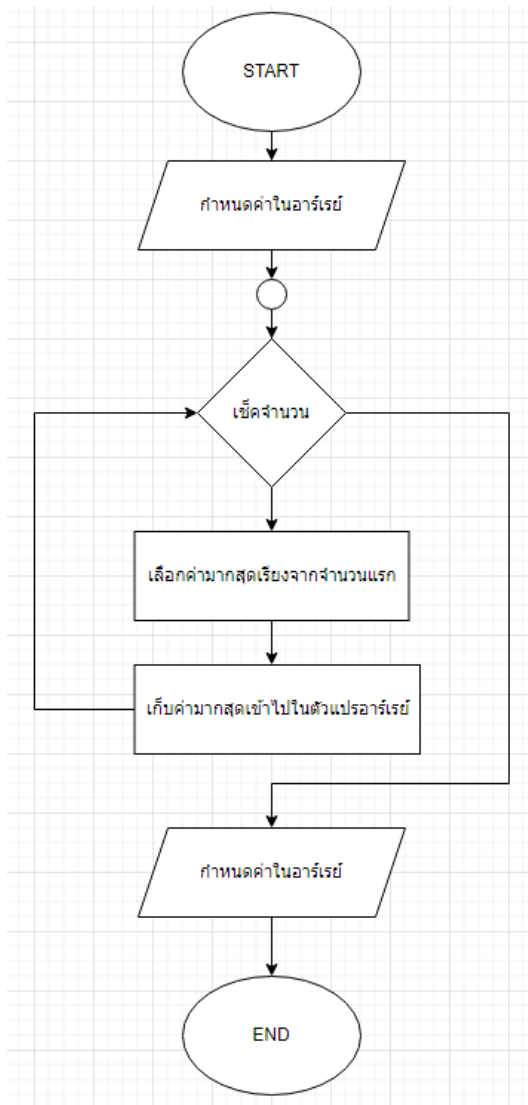 START
กำหนดค่าในอาร์เรย์
เช็คจำนวน
เลือกค่ามากสุดเรียงจากจำนวนแรก
เก็บค่ามากสุดเข้าไปในตัวแปรอาร์เรย์
กำหนดค่าในอาร์เรย์
END